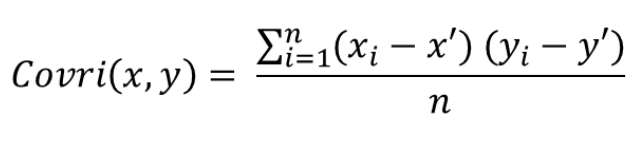 Covri(x, y) = ∑ⁿᵢ₌₁(xᵢ − x′) (yᵢ − y′) / n